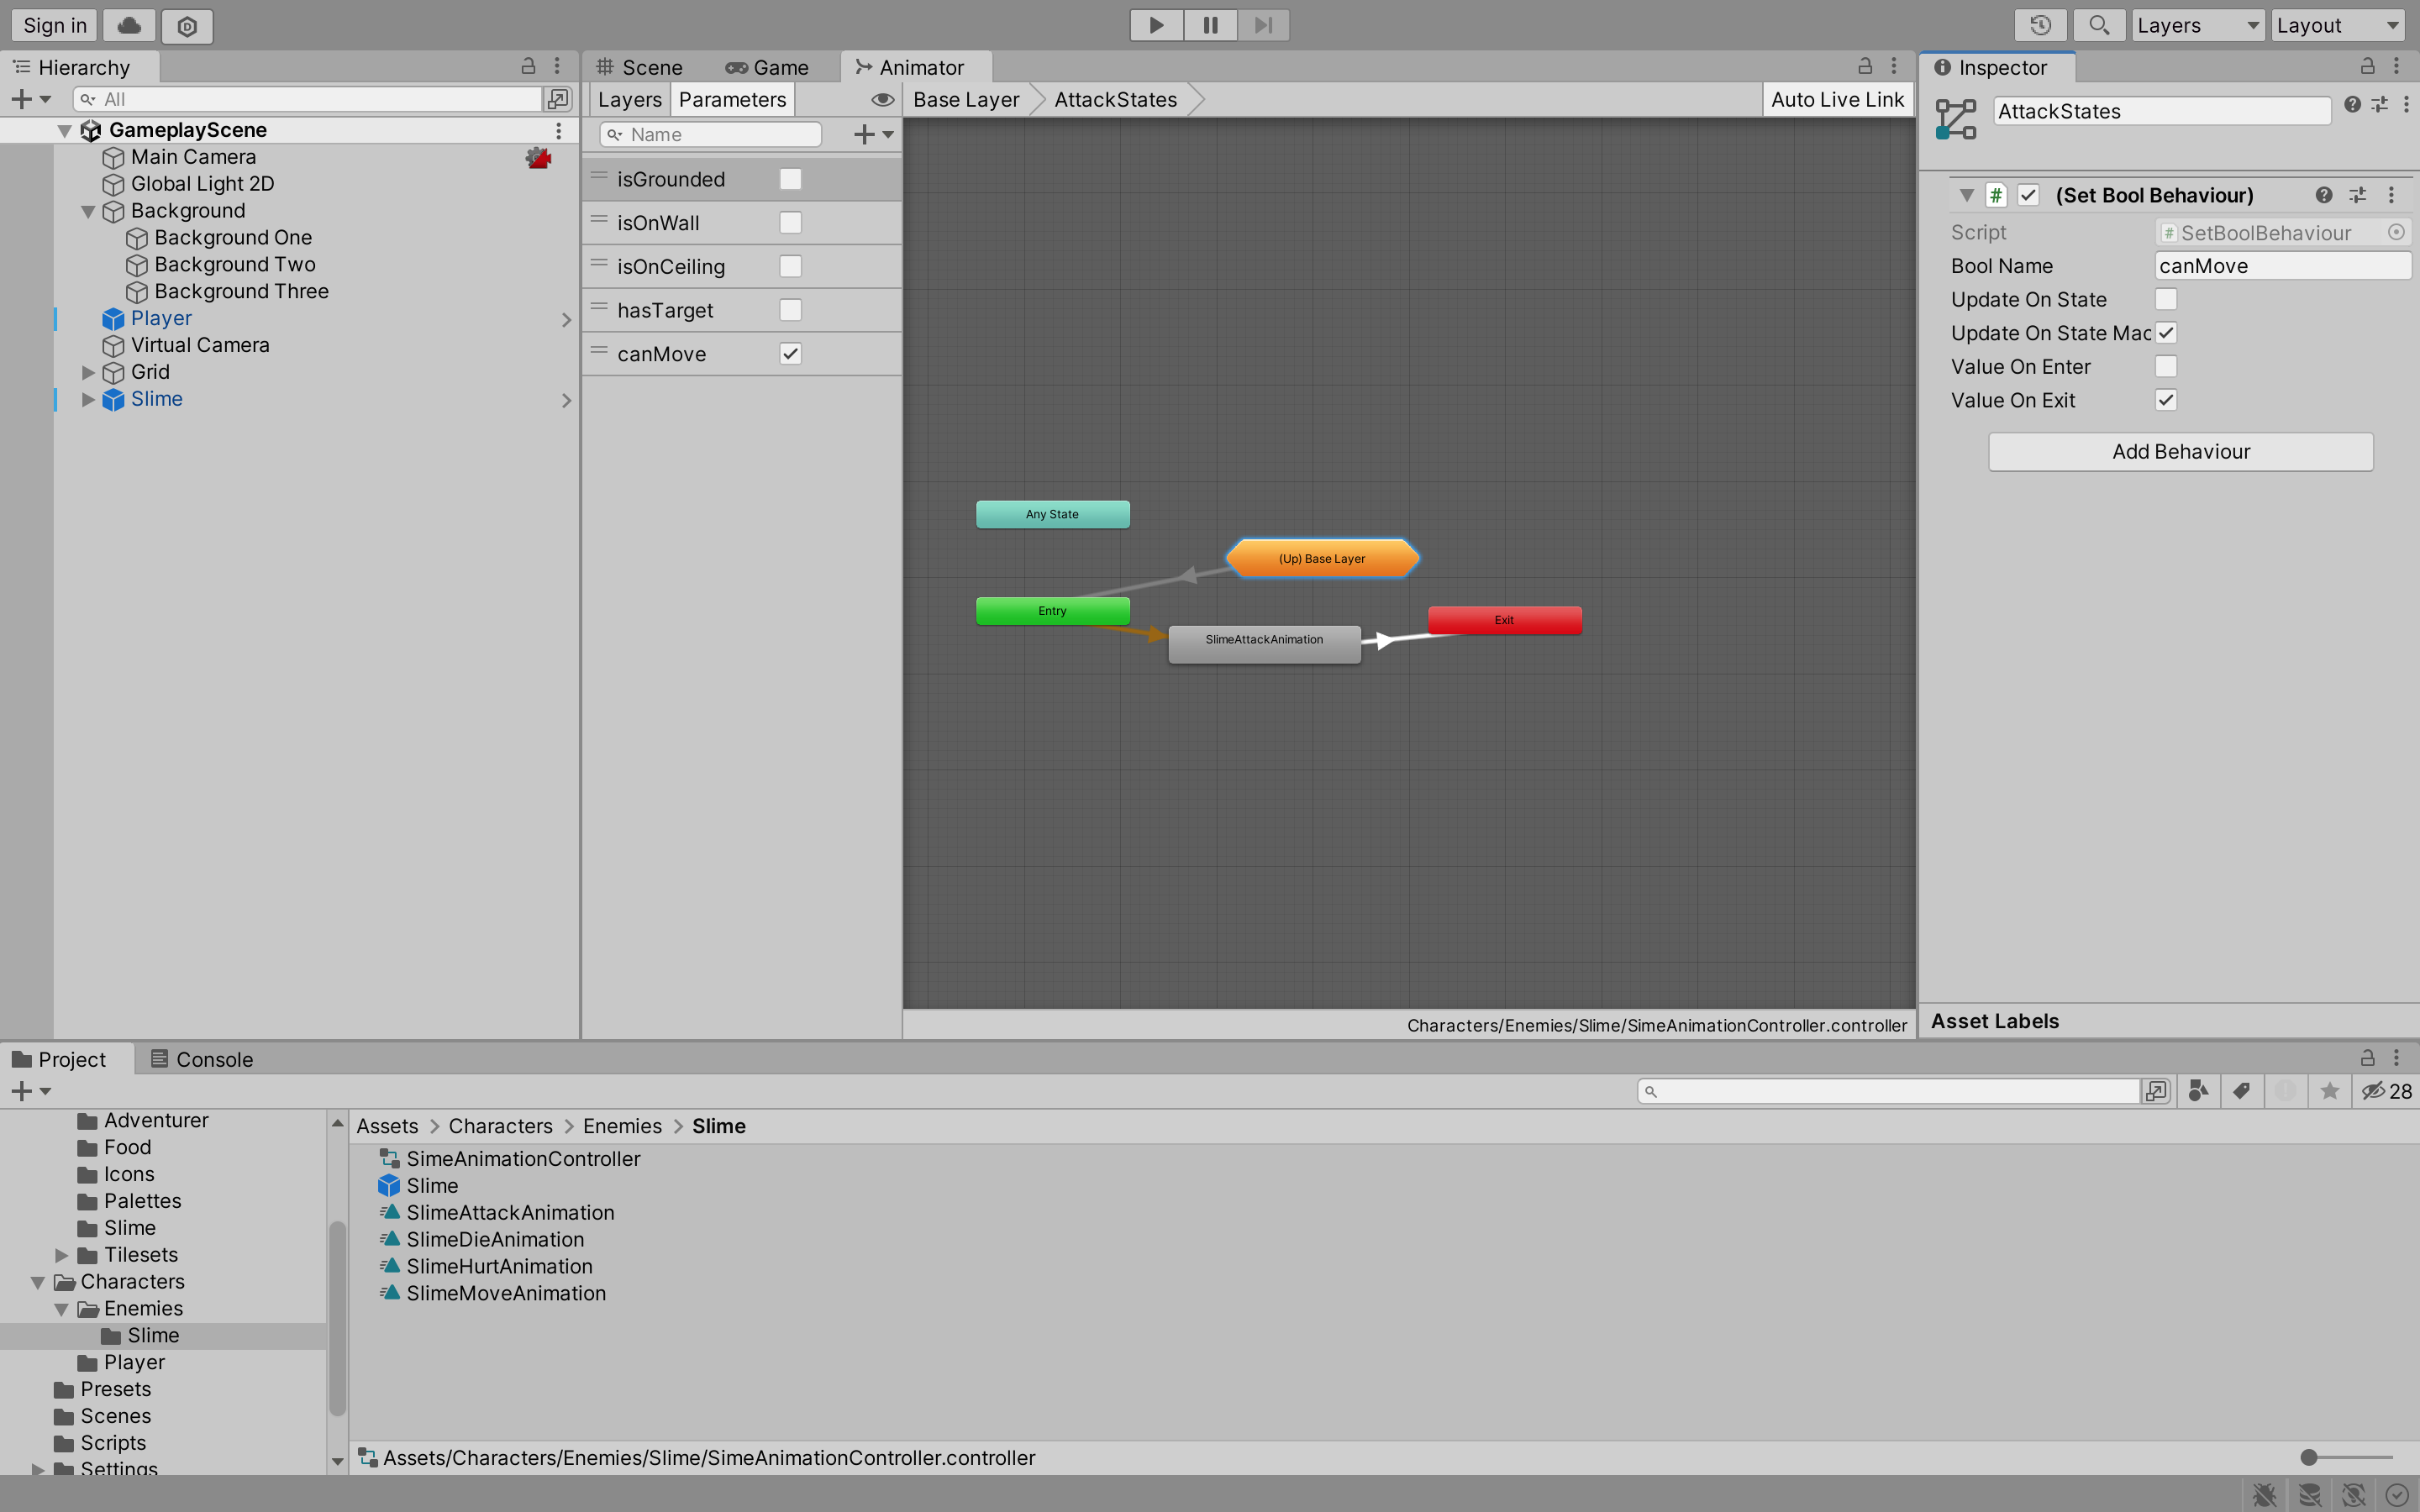 Sign in
Layers
Layout
Hierarchy
All
GameplayScene
Main Camera
Global Light 2D
Background
Background One
Background Two
Background Three
Player
Virtual Camera
Grid
Slime
Scene
Game
Animator
Layers
Parameters
Base Layer
AttackStates
Auto Live Link
Name
isGrounded
isOnWall
isOnCeiling
hasTarget
canMove
Any State
(Up) Base Layer
Entry
SlimeAttackAnimation
Exit
Characters/Enemies/Slime/SimeAnimationController.controller
Inspector
AttackStates
# (Set Bool Behaviour)
Script # SetBoolBehaviour
Bool Name canMove
Update On State
Update On State Mac
Value On Enter
Value On Exit
Add Behaviour
Asset Labels
Project
Console
28
Adventurer
Food
Icons
Palettes
Slime
Tilesets
Characters
Enemies
Slime
Player
Presets
Scenes
Scripts
Settings
Assets > Characters > Enemies > Slime
SimeAnimationController
Slime
SlimeAttackAnimation
SlimeDieAnimation
SlimeHurtAnimation
SlimeMoveAnimation
Assets/Characters/Enemies/Slime/SimeAnimationController.controller